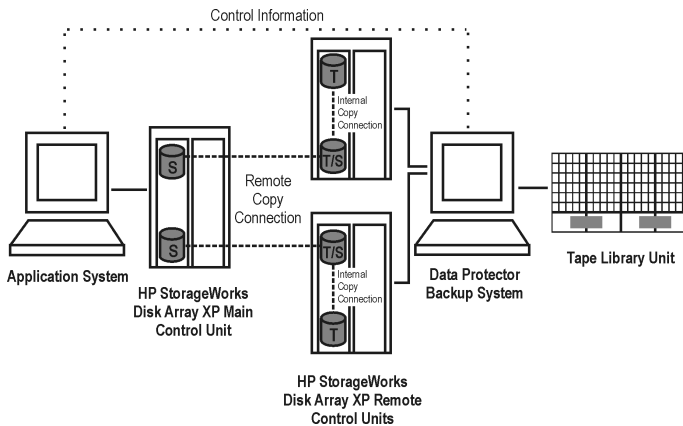 Control Information
T
Internal
Copy
Connection
T/S
S
Remote
Copy
Connection
S
T/S
Internal
Copy
Connection
T
Application System
HP StorageWorks
Disk Array XP Main
Control Unit
Data Protector
Backup System
Tape Library Unit
HP StorageWorks
Disk Array XP Remote
Control Units